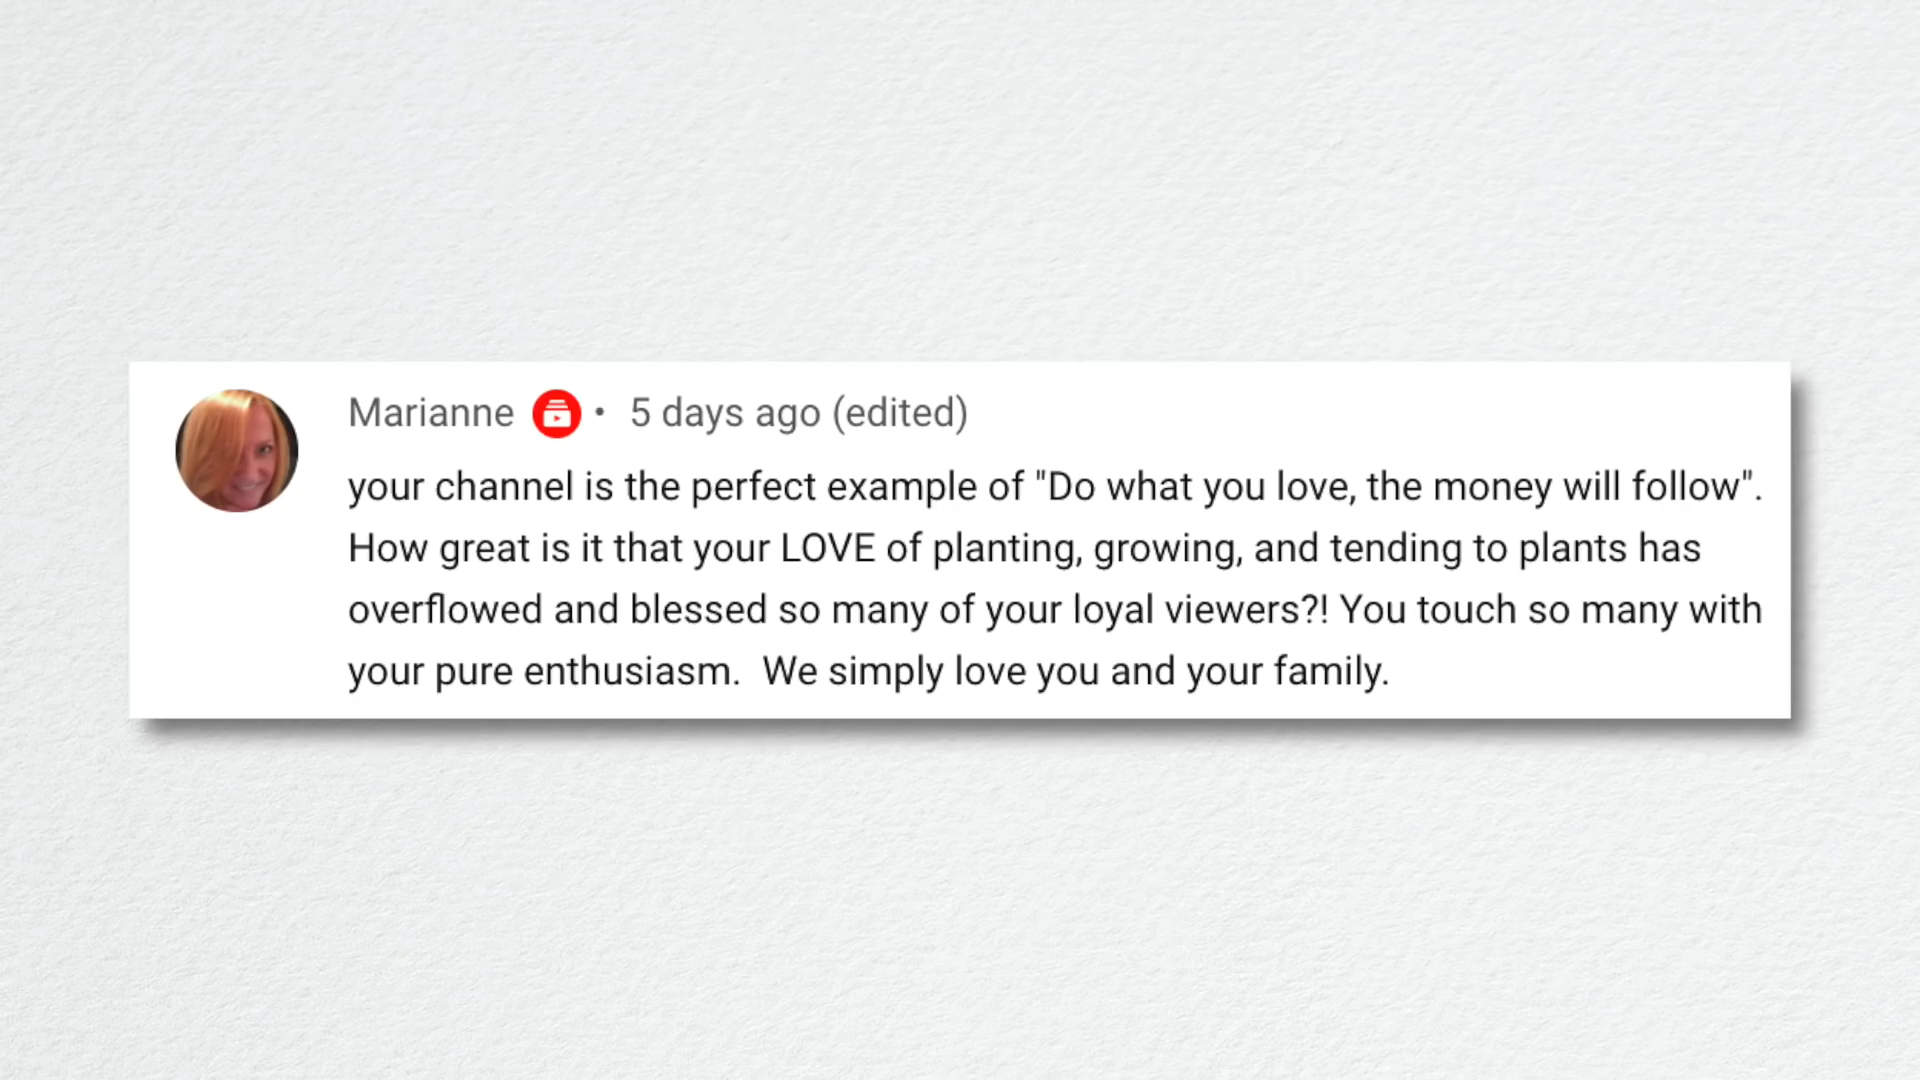 Marianne • 5 days ago (edited)
your channel is the perfect example of "Do what you love, the money will follow".
How great is it that your LOVE of planting, growing, and tending to plants has
overflowed and blessed so many of your loyal viewers?! You touch so many with
your pure enthusiasm.  We simply love you and your family.